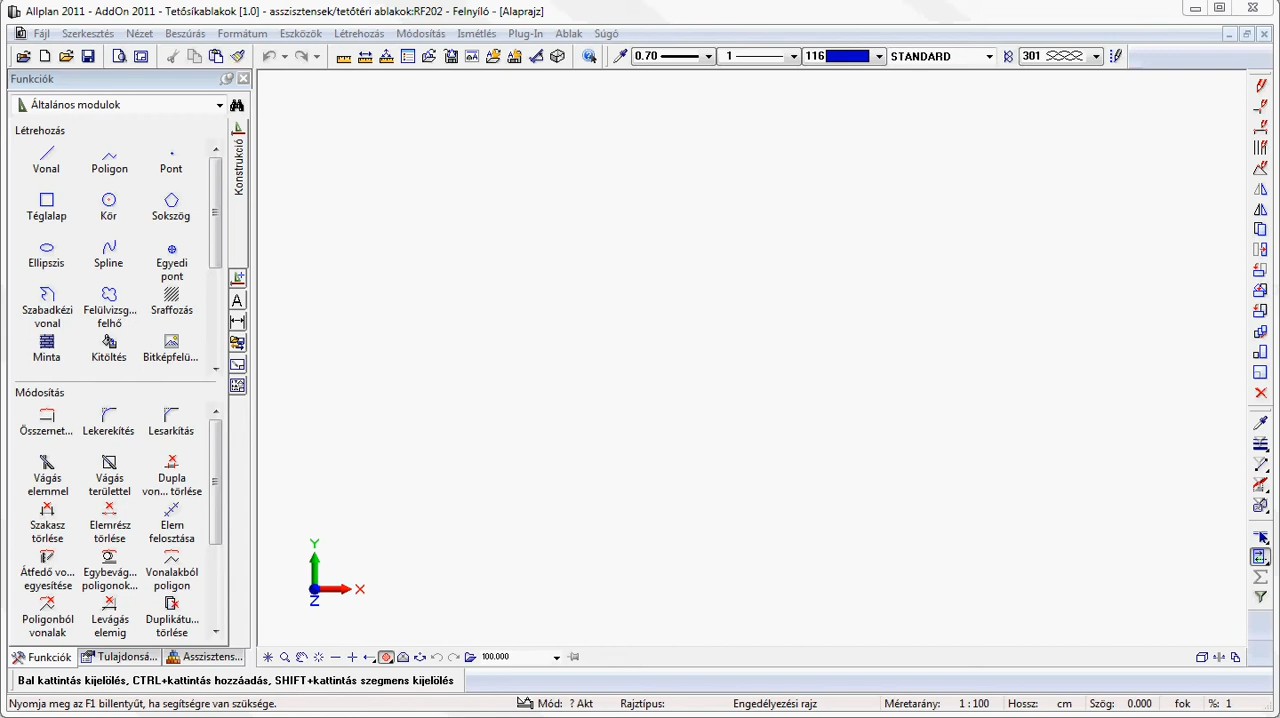 Allplan 2011 - AddOn 2011 - Tetősíkablakok [1.0] - asszisztensek/tetőtéri ablakok:RF202 - Felnyíló - [Alaprajz]
Fájl Szerkesztés Nézet Beszúrás Formátum Eszközök Létrehozás Módosítás Ismétlés Plug-In Ablak Súgó
0.70 1 116 STANDARD 301
Funkciók
Általános modulok
Konstrukció
Létrehozás
Vonal Poligon Pont
Téglalap Kör Sokszög
Ellipszis Spline Egyedi pont
Szabadkézi vonal Felülvizsg... felhő Sraffozás
Minta Kitöltés Bitképfelü...
A
Módosítás
Összemet... Lekerekítés Lesarkítás
Vágás elemmel Vágás területtel Dupla von... törlése
Szakasz törlése Elemrész törlése Elem felosztása
Átfedő vo... egyesítése Egybevág... poligonok... Vonalakból poligon
Poligonból vonalak Levágás elemig Duplikátu... törlése
Y
X
Z
Funkciók Tulajdonsá... Asszisztens...
100.000
Bal kattintás kijelölés, CTRL+kattintás hozzáadás, SHIFT+kattintás szegmens kijelölés
Nyomja meg az F1 billentyűt, ha segítségre van szüksége. Mód: ? Akt Rajztípus: Engedélyezési rajz Méretarány: 1 : 100 Hossz: cm Szög: 0.000 fok %: 1